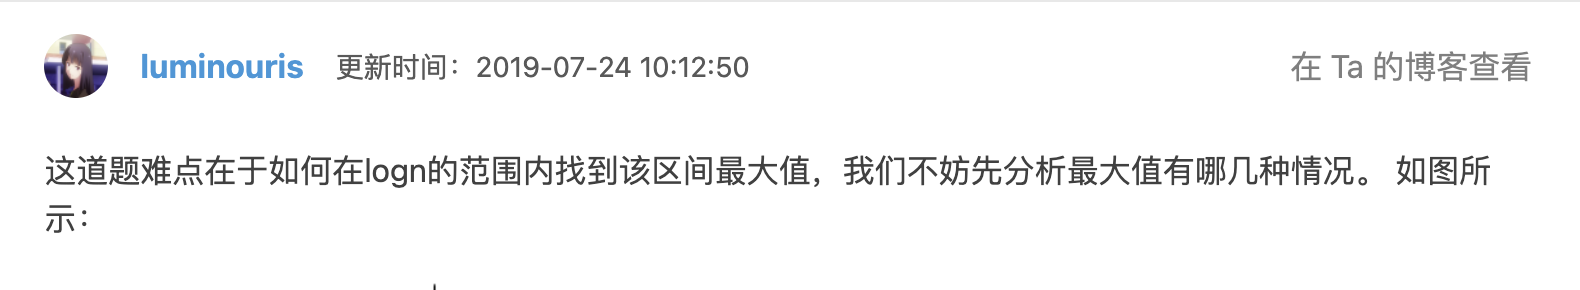 luminouris 更新时间：2019-07-24 10:12:50 在 Ta 的博客查看
这道题难点在于如何在logn的范围内找到该区间最大值，我们不妨先分析最大值有哪几种情况。 如图所
示：